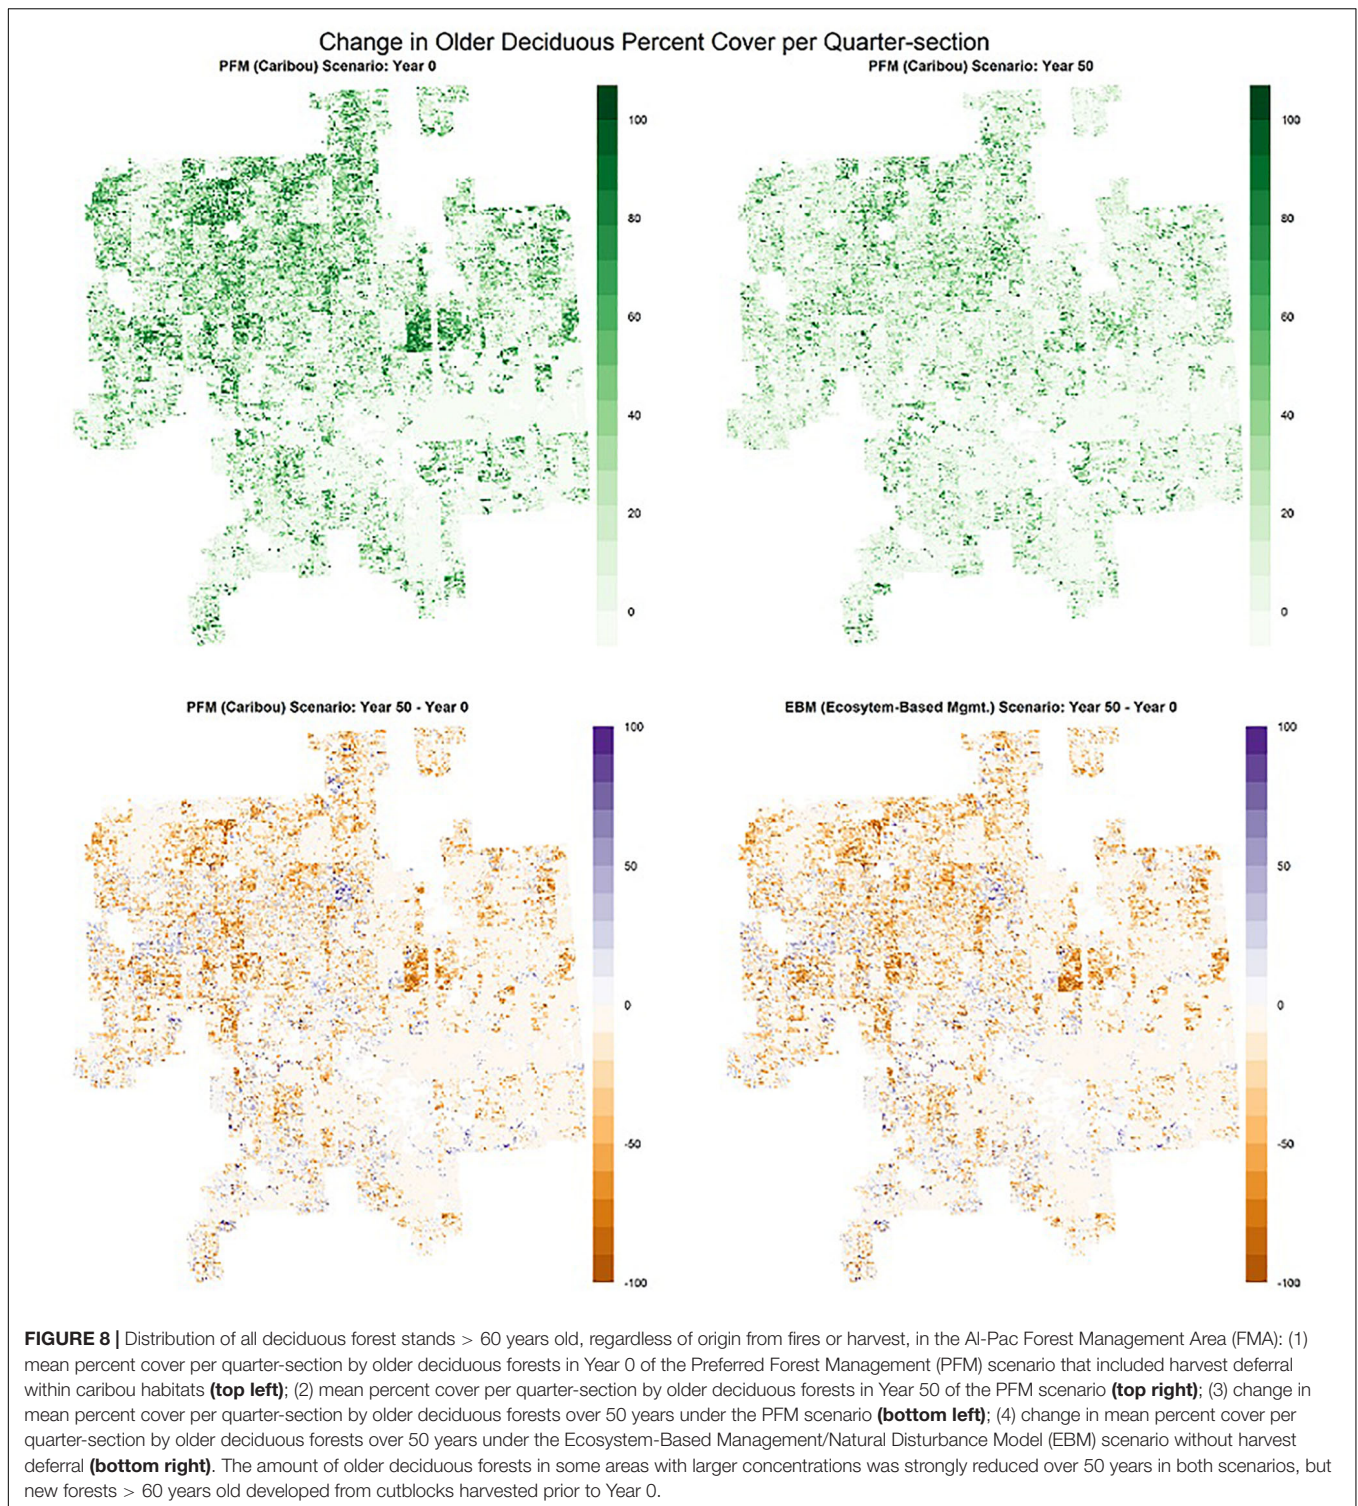 Change in Older Deciduous Percent Cover per Quarter-section
PFM (Caribou) Scenario: Year 0
PFM (Caribou) Scenario: Year 50
100
80
60
40
20
0
100
80
60
40
20
0
PFM (Caribou) Scenario: Year 50 - Year 0
EBM (Ecosytem-Based Mgmt.) Scenario: Year 50 - Year 0
100
50
0
-50
-100
100
50
0
-50
-100
FIGURE 8 | Distribution of all deciduous forest stands > 60 years old, regardless of origin from fires or harvest, in the Al-Pac Forest Management Area (FMA): (1)
mean percent cover per quarter-section by older deciduous forests in Year 0 of the Preferred Forest Management (PFM) scenario that included harvest deferral
within caribou habitats (top left); (2) mean percent cover per quarter-section by older deciduous forests in Year 50 of the PFM scenario (top right); (3) change in
mean percent cover per quarter-section by older deciduous forests over 50 years under the PFM scenario (bottom left); (4) change in mean percent cover per
quarter-section by older deciduous forests over 50 years under the Ecosystem-Based Management/Natural Disturbance Model (EBM) scenario without harvest
deferral (bottom right). The amount of older deciduous forests in some areas with larger concentrations was strongly reduced over 50 years in both scenarios, but
new forests > 60 years old developed from cutblocks harvested prior to Year 0.